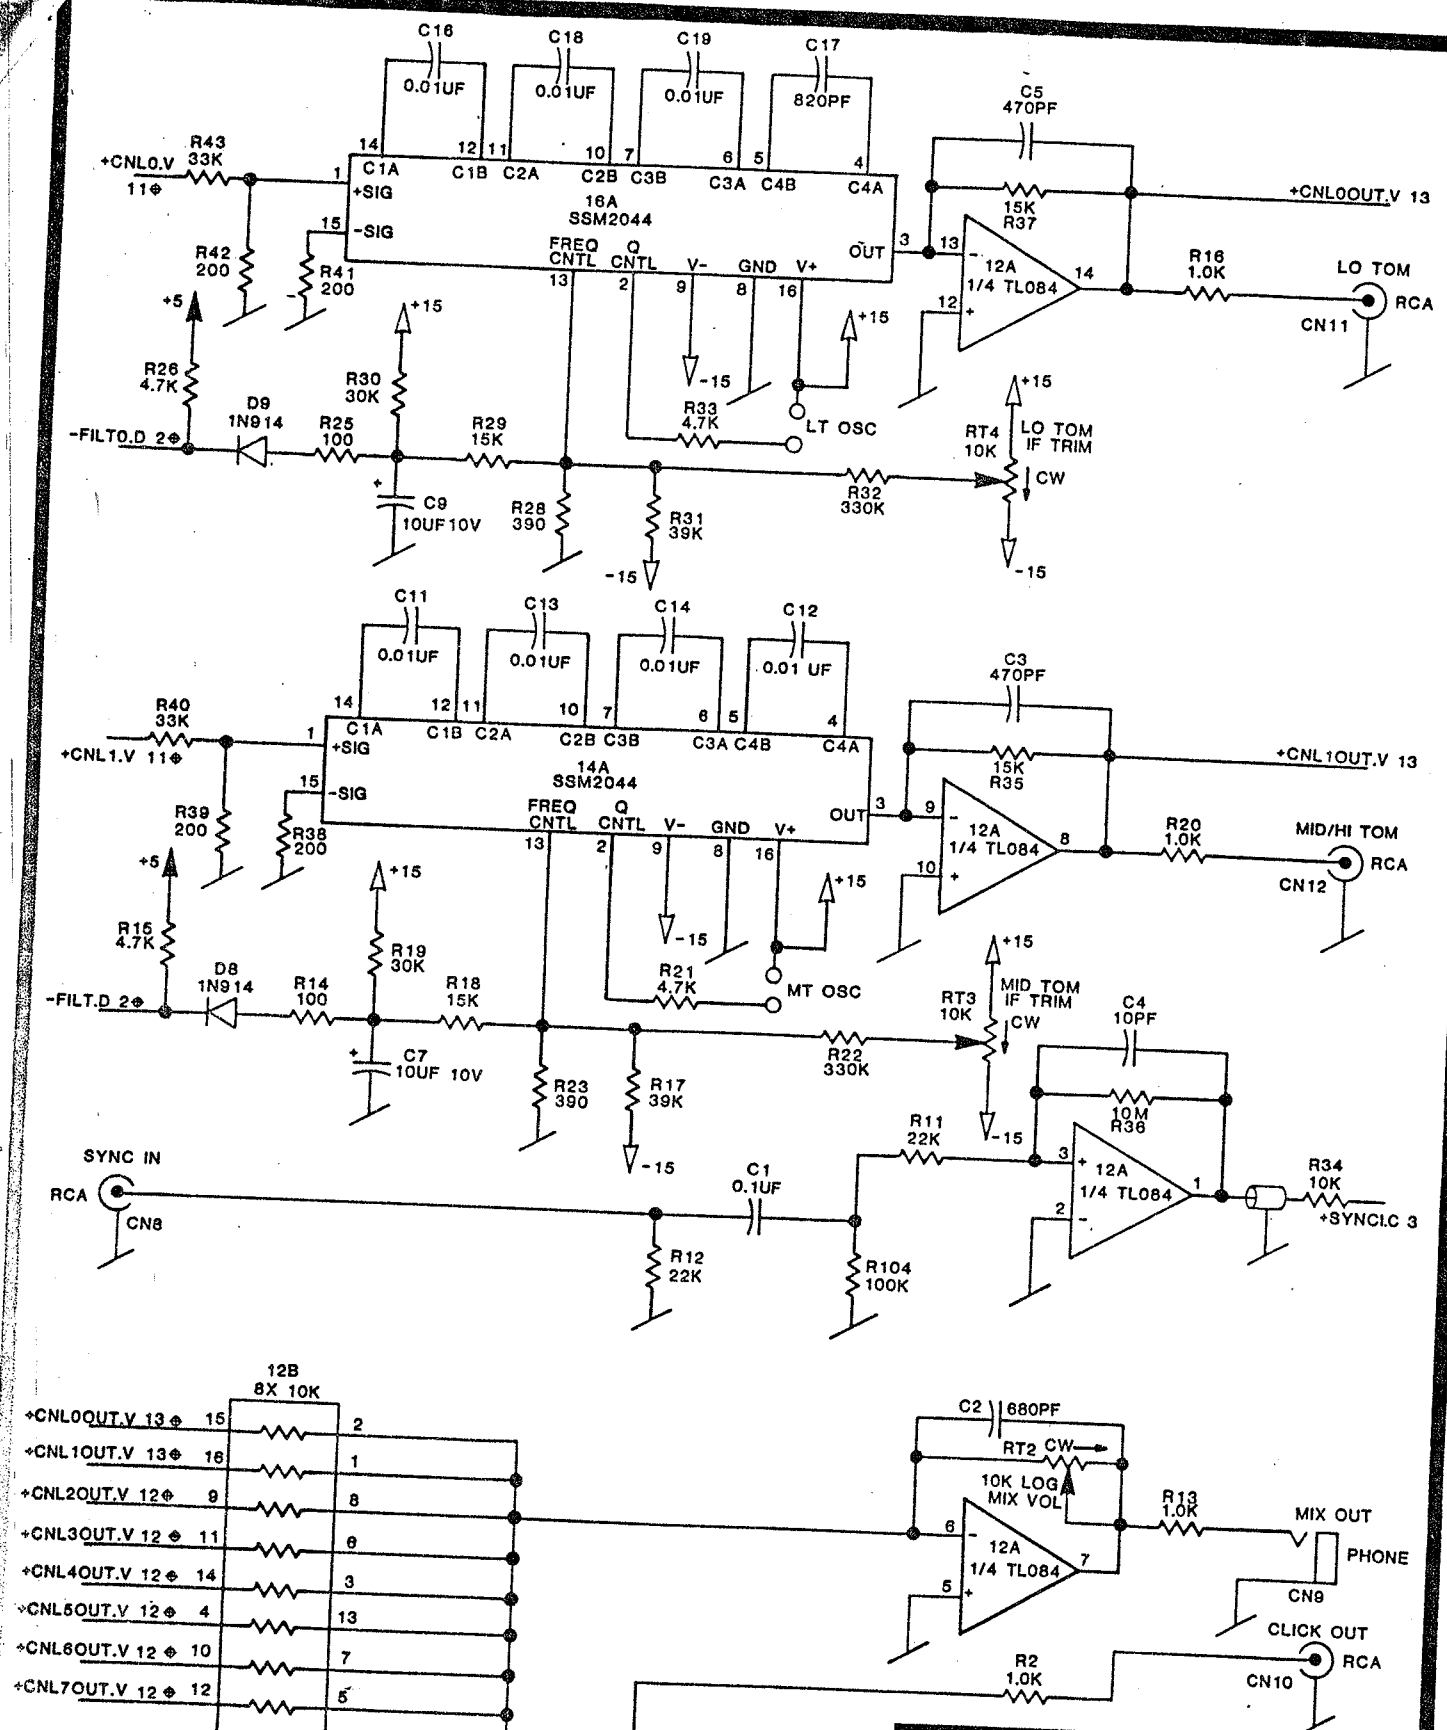 C16
0.01UF
C18
0.01UF
C19
0.01UF
C17
820PF
C5
470PF
R43
33K
+CNL0.V
11⌖
14
12
11
10
7
6
5
4
C1A
C1B
C2A
C2B
C3B
C3A
C4B
C4A
1
+SIG
15
-SIG
16A
SSM2044
FREQ
CNTL
Q
CNTL
V-
GND
V+
OUT
3
13
2
9
8
16
R42
200
R41
200
15K
R37
+CNL0OUT.V 13
13
-
12A
1/4 TL084
14
12
+
R16
1.0K
LO TOM
RCA
CN11
+5
R26
4.7K
+15
R30
30K
+15
-15
D9
1N914
R25
100
R29
15K
R33
4.7K
LT OSC
-FILT0.D 2⌖
+15
RT4
10K
LO TOM
IF TRIM
CW
-15
R32
330K
+
C9
10UF 10V
R28
390
R31
39K
-15
C11
0.01UF
C13
0.01UF
C14
0.01UF
C12
0.01 UF
C3
470PF
R40
33K
+CNL1.V 11⌖
14
12
11
10
7
6
5
4
C1A
C1B
C2A
C2B
C3B
C3A
C4B
C4A
1
+SIG
15
-SIG
14A
SSM2044
FREQ
CNTL
Q
CNTL
V-
GND
V+
OUT
3
13
2
9
8
16
R39
200
R38
200
15K
R35
+CNL1OUT.V 13
9
-
12A
1/4 TL084
8
10
+
R20
1.0K
MID/HI TOM
RCA
CN12
+5
R15
4.7K
+15
R19
30K
+15
-15
D8
1N914
R14
100
R18
15K
R21
4.7K
MT OSC
-FILT.D 2⌖
+15
RT3
10K
MID TOM
IF TRIM
CW
-15
R22
330K
+
C7
10UF 10V
R23
390
R17
39K
-15
C4
10PF
10M
R36
R11
22K
SYNC IN
RCA
CN8
C1
0.1UF
R12
22K
R104
100K
3
+
12A
1/4 TL084
1
2
-
R34
10K
+SYNCI.C 3
12B
8X 10K
+CNL0OUT.V 13⌖ 15
2
+CNL1OUT.V 13⌖ 16
1
+CNL2OUT.V 12⌖ 9
8
+CNL3OUT.V 12⌖ 11
6
+CNL4OUT.V 12⌖ 14
3
+CNL5OUT.V 12⌖ 4
13
+CNL6OUT.V 12⌖ 10
7
+CNL7OUT.V 12⌖ 12
5
C2
680PF
RT2
CW
10K LOG
MIX VOL
6
-
12A
1/4 TL084
7
5
+
R13
1.0K
MIX OUT
PHONE
CN9
CLICK OUT
RCA
CN10
R2
1.0K